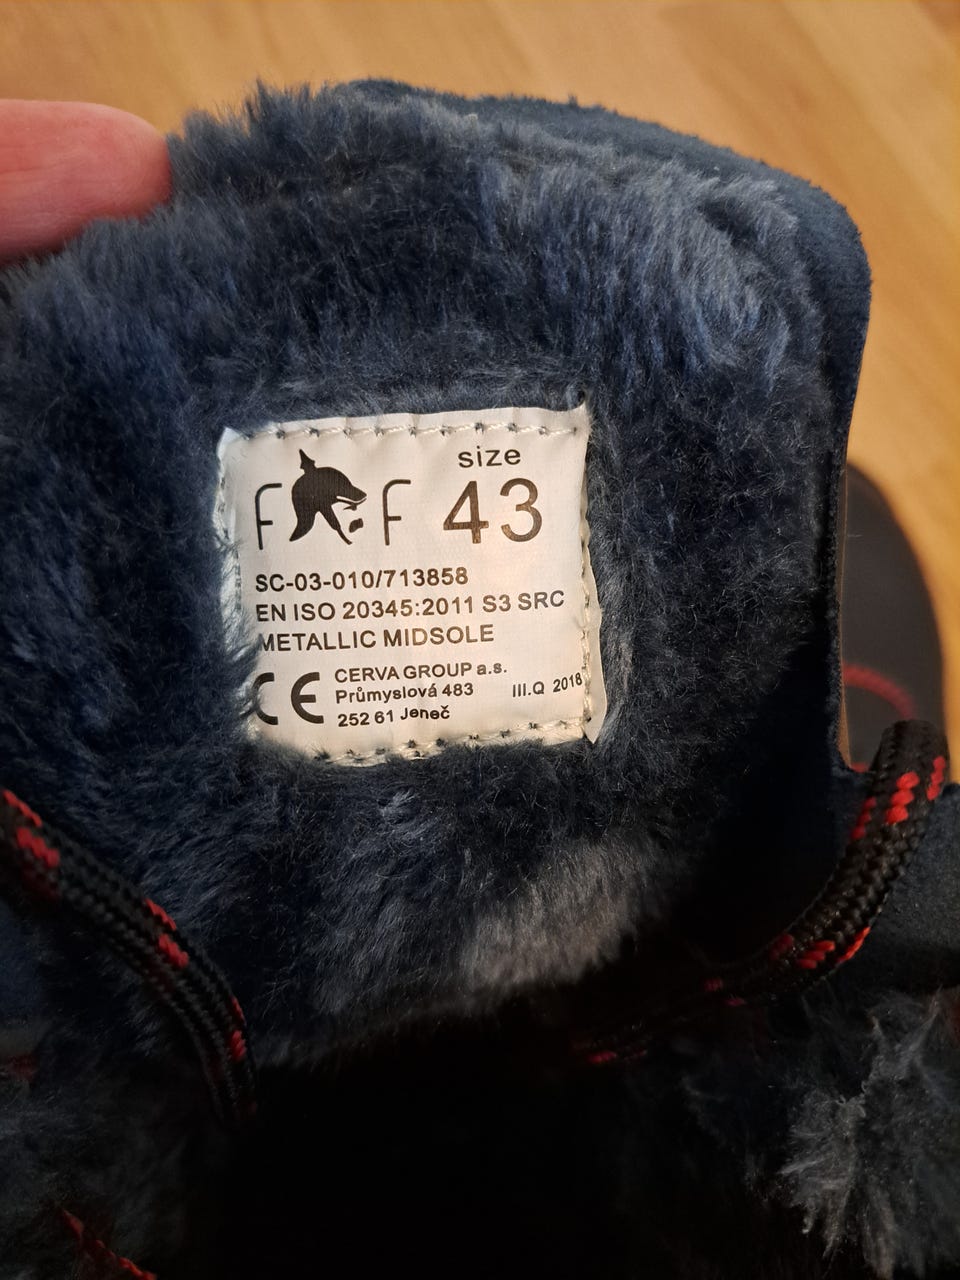 size
F F 43
SC-03-010/713858
EN ISO 20345:2011 S3 SRC
METALLIC MIDSOLE
CE CERVA GROUP a.s.
Průmyslová 483 III.Q 2018
252 61 Jeneč